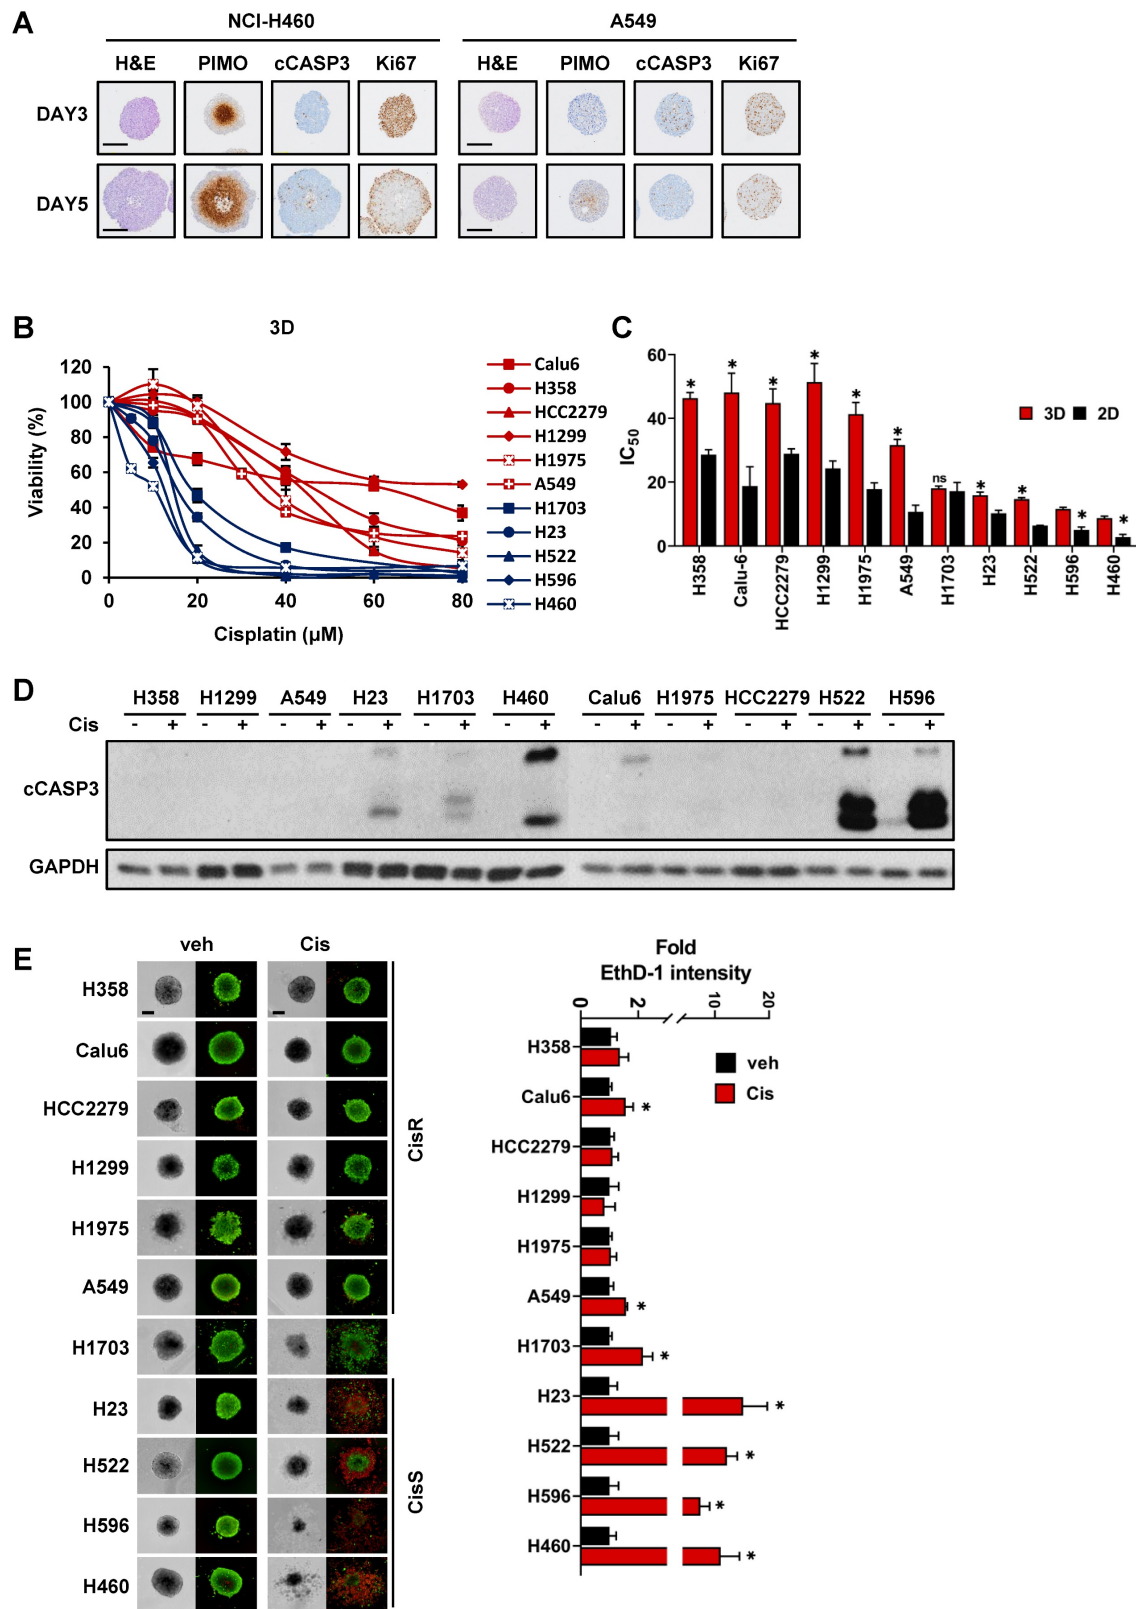 A
NCI-H460 A549
H&E PIMO cCASP3 Ki67 H&E PIMO cCASP3 Ki67
DAY3
DAY5
B
3D
Viability (%)
120
100
80
60
40
20
0
0 20 40 60 80
Cisplatin (µM)
Calu6
H358
HCC2279
H1299
H1975
A549
H1703
H23
H522
H596
H460
C
IC50
60
40
20
0
* * * * * * ns * * * *
3D 2D
H358
Calu-6
HCC2279
H1299
H1975
A549
H1703
H23
H522
H596
H460
D
H358 H1299 A549 H23 H1703 H460 Calu6 H1975 HCC2279 H522 H596
Cis - + - + - + - + - + - + - + - + - + - + - +
cCASP3
GAPDH
E
veh Cis
H358
Calu6
HCC2279
H1299
H1975
A549
H1703
H23
H522
H596
H460
CisR
CisS
Fold
EthD-1 intensity
0 2 10 20
veh
Cis
H358
Calu6 *
HCC2279
H1299
H1975
A549 *
H1703 *
H23 *
H522 *
H596 *
H460 *